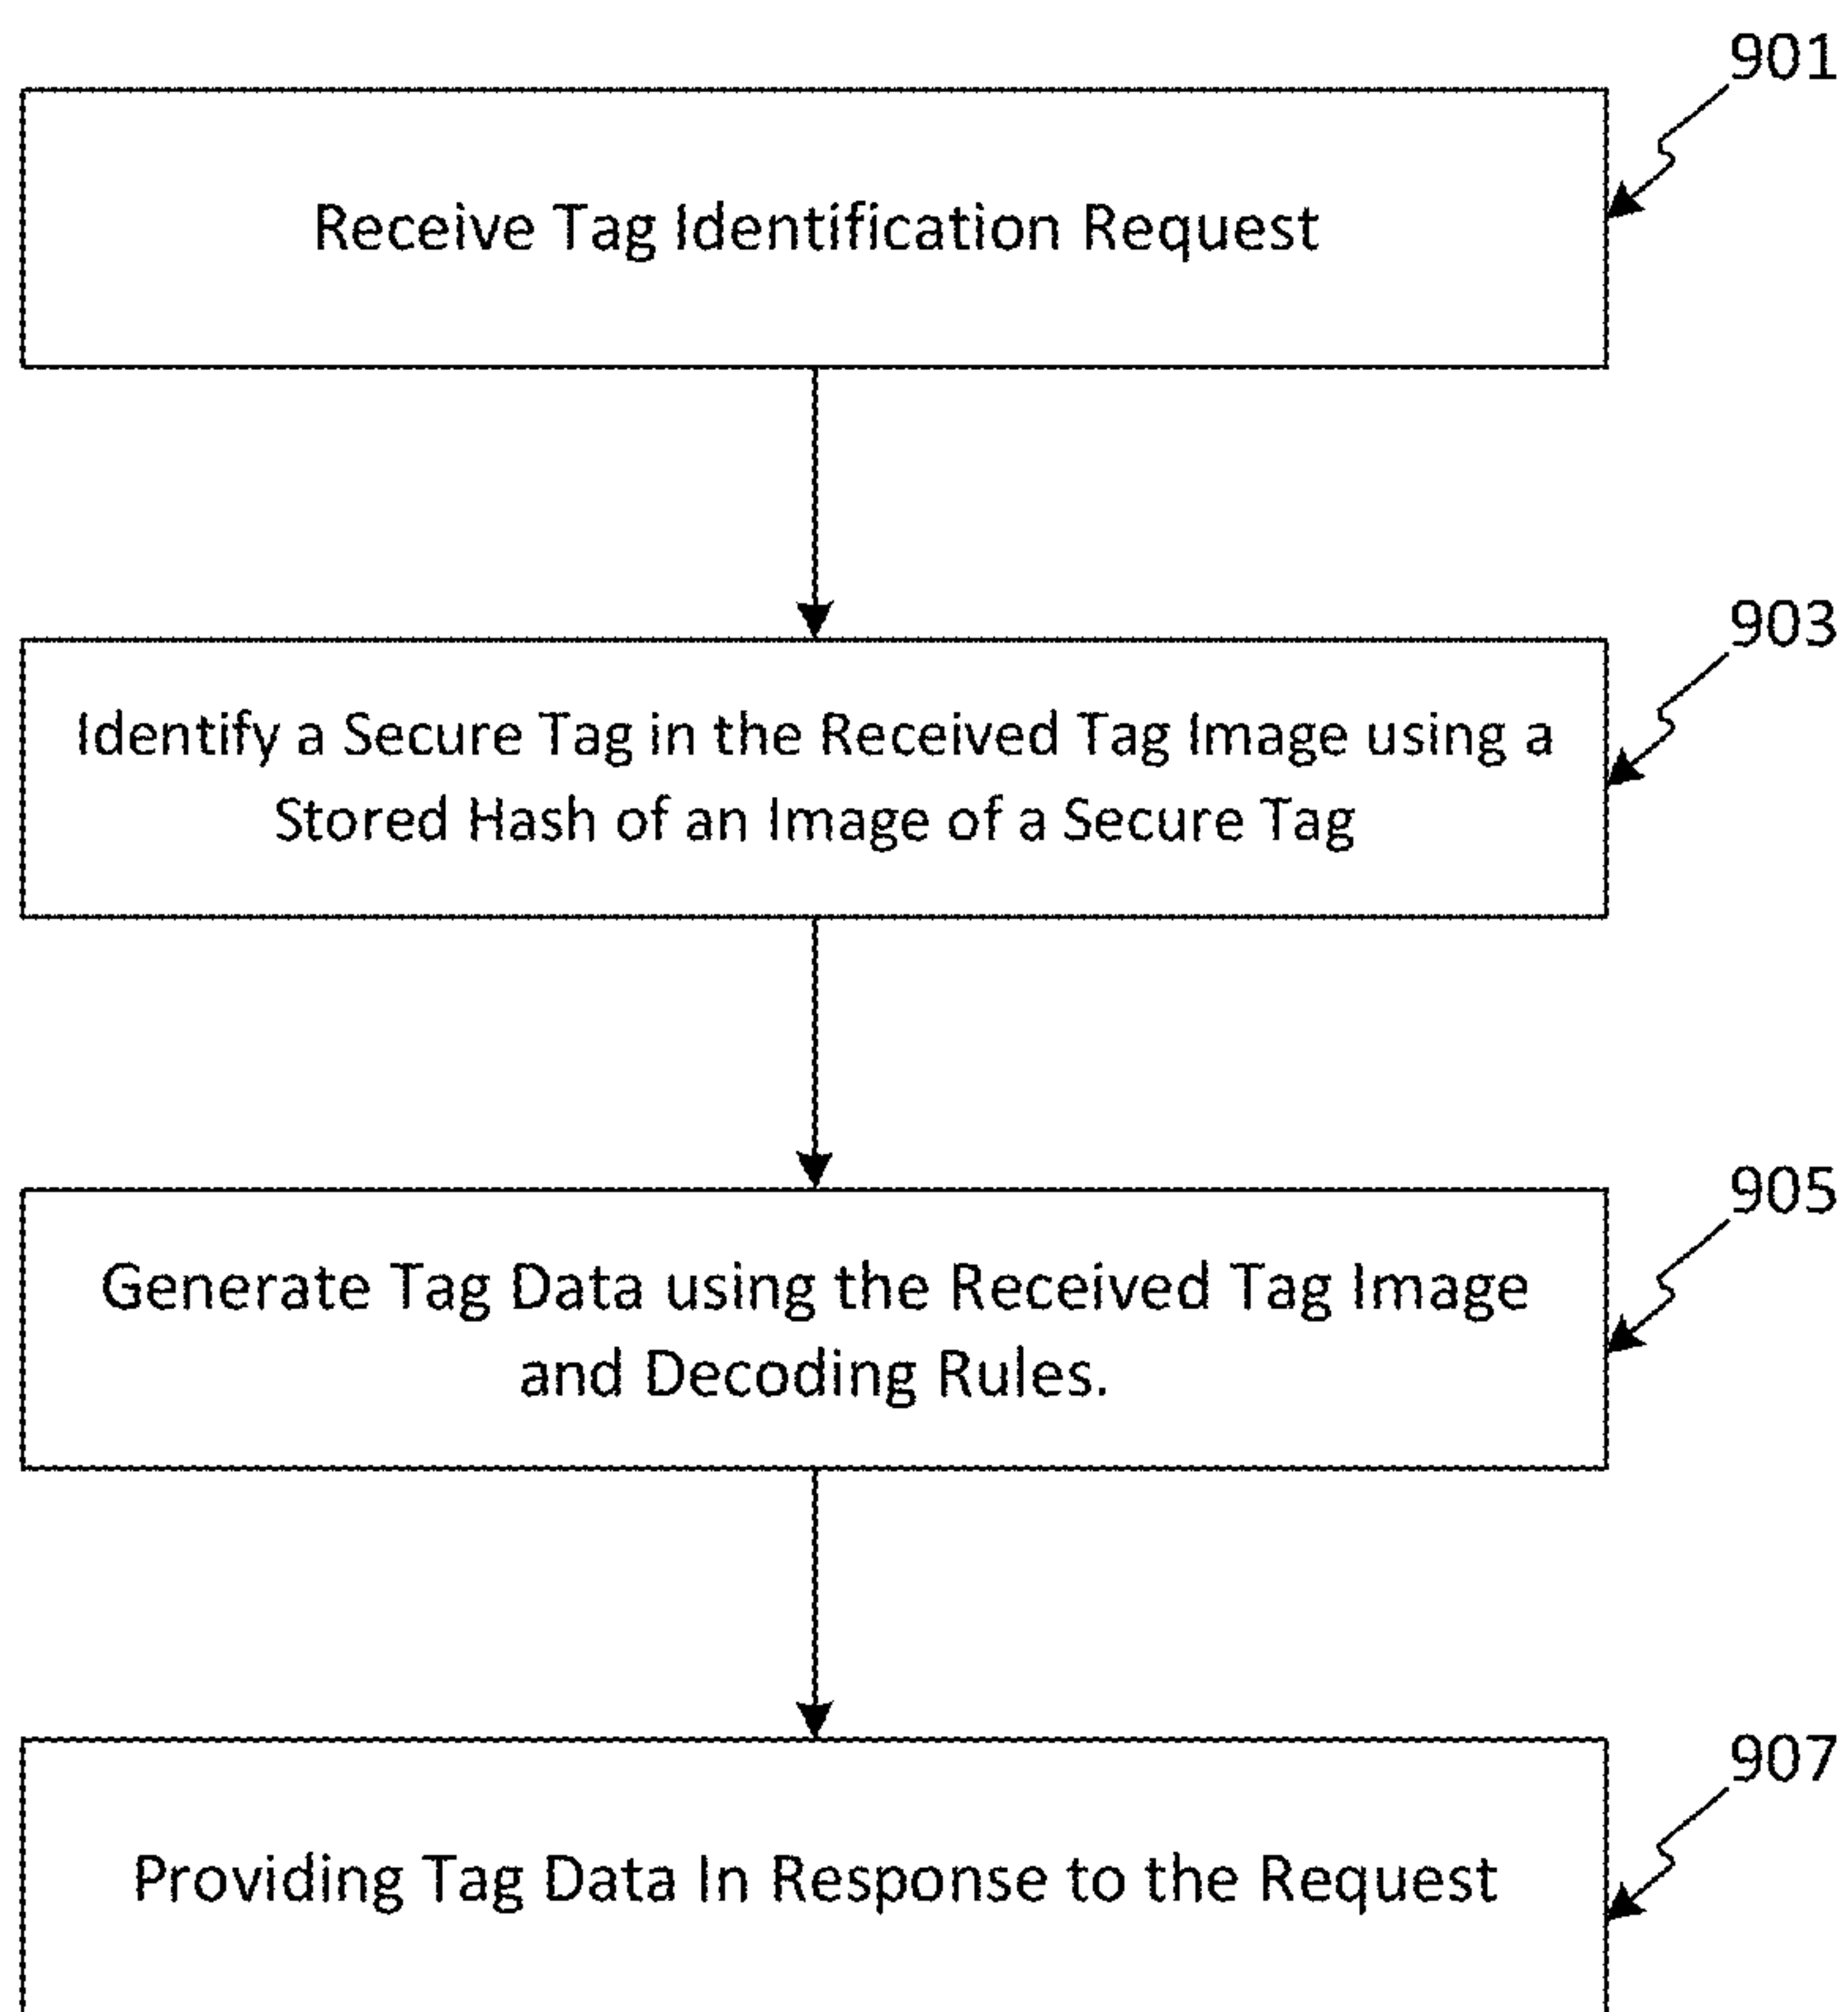 901
Receive Tag Identification Request
903
Identify a Secure Tag in the Received Tag Image using a
Stored Hash of an Image of a Secure Tag
905
Generate Tag Data using the Received Tag Image
and Decoding Rules.
907
Providing Tag Data In Response to the Request